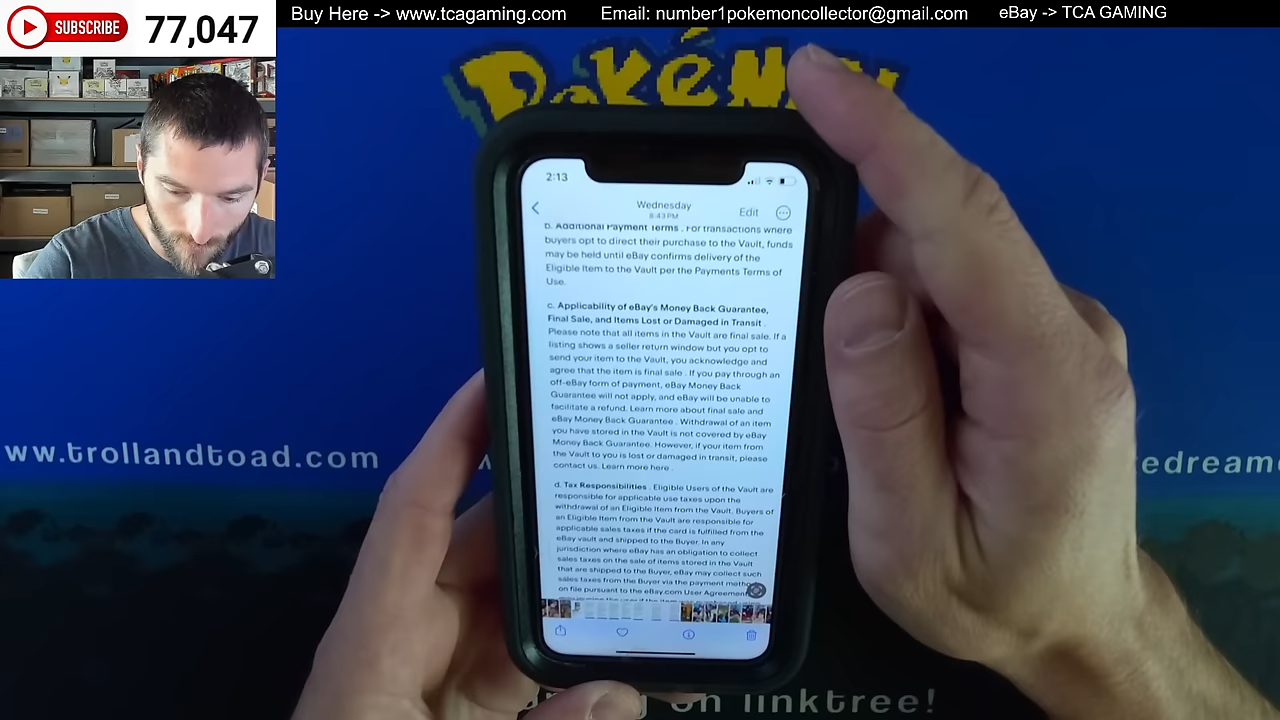 SUBSCRIBE 77,047
Buy Here -> www.tcagaming.com Email: number1pokemoncollector@gmail.com eBay -> TCA GAMING
Pokémon
2:13
Wednesday
8:43 PM
Edit
b. Additional Payment Terms . For transactions where
buyers opt to direct their purchase to the Vault, funds
may be held until eBay confirms delivery of the
Eligible Item to the Vault per the Payments Terms of
Use.
c. Applicability of eBay's Money Back Guarantee,
Final Sale, and Items Lost or Damaged in Transit .
Please note that all items in the Vault are final sale. If a
listing shows a seller return window but you opt to
send your item to the Vault, you acknowledge and
agree that the item is final sale . If you pay through an
off-eBay form of payment, eBay Money Back
Guarantee will not apply, and eBay will be unable to
facilitate a refund. Learn more about final sale and
eBay Money Back Guarantee . Withdrawal of an item
you have stored in the Vault is not covered by eBay
Money Back Guarantee. However, if your item from
the Vault to you is lost or damaged in transit, please
contact us. Learn more here .
d. Tax Responsibilities . Eligible Users of the Vault are
responsible for applicable use taxes upon the
withdrawal of an Eligible Item from the Vault. Buyers of
an Eligible Item from the Vault are responsible for
applicable sales taxes if the card is fulfilled from the
eBay vault and shipped to the Buyer. In any
jurisdiction where eBay has an obligation to collect
sales taxes on the sale of items stored in the Vault
that are shipped to the Buyer, eBay may collect such
sales taxes from the Buyer via the payment method
on file pursuant to the eBay.com User Agreement
ww.trollandtoad.com
edream
on linktree!